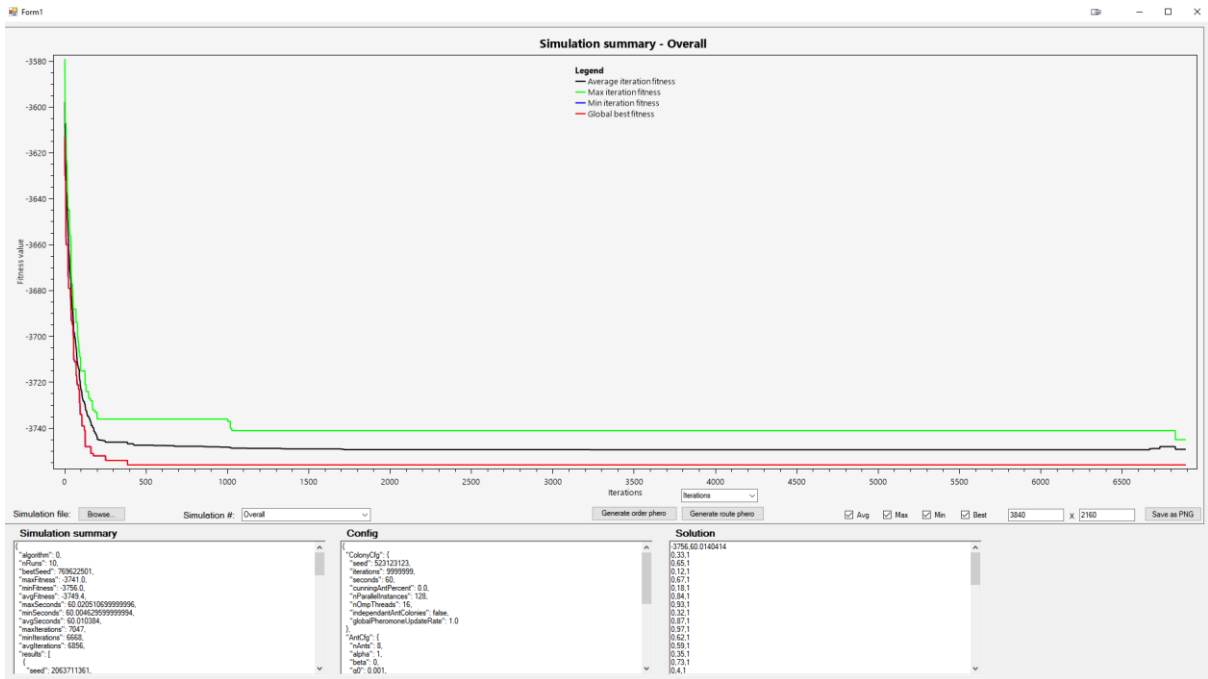 Form1
Simulation summary - Overall
Legend
Average iteration fitness
Max iteration fitness
Min iteration fitness
Global best fitness
Fitness value
-3580
-3600
-3620
-3640
-3660
-3680
-3700
-3720
-3740
0 500 1000 1500 2000 2500 3000 3500 4000 4500 5000 5500 6000 6500
Iterations
Iterations
Simulation file: Browse... Simulation #: Overall Generate order phero Generate route phero Avg Max Min Best 3840 x 2160 Save as PNG
Simulation summary
{
"algorithm": 0,
"nRuns": 10,
"bestSeed": 769622501,
"maxFitness": -3741.0,
"minFitness": -3756.0,
"avgFitness": -3749.4,
"maxSeconds": 60.020510699999996,
"minSeconds": 60.004629599999994,
"avgSeconds": 60.010384,
"maxIterations": 7047,
"minIterations": 6668,
"avgIterations": 6856,
"results": [
{
"seed": 2063711361,
Config
{
"ColonyCfg": {
"seed": 523123123,
"iterations": 9999999,
"seconds": 60,
"cunningAntPercent": 0.0,
"nParallelInstances": 128,
"nOmpThreads": 16,
"independantAntColonies": false,
"globalPheromoneUpdateRate": 1.0
},
"AntCfg": {
"nAnts": 8,
"alpha": 1,
"beta": 0,
"q0": 0.001,
Solution
-3756,60.0140414
0,33,1
0,65,1
0,12,1
0,67,1
0,18,1
0,84,1
0,93,1
0,32,1
0,87,1
0,97,1
0,62,1
0,59,1
0,35,1
0,73,1
0,4,1